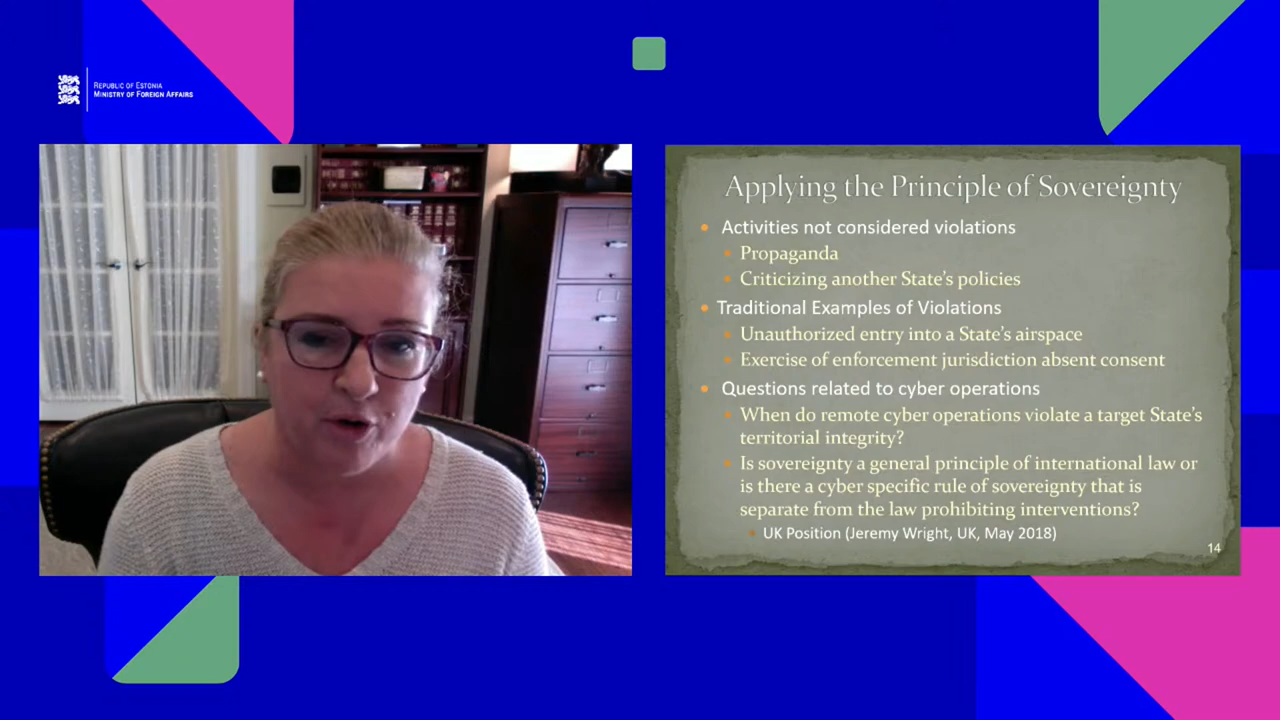 REPUBLIC OF ESTONIA
MINISTRY OF FOREIGN AFFAIRS
Applying the Principle of Sovereignty
Activities not considered violations
Propaganda
Criticizing another State's policies
Traditional Examples of Violations
Unauthorized entry into a State's airspace
Exercise of enforcement jurisdiction absent consent
Questions related to cyber operations
When do remote cyber operations violate a target State's
territorial integrity?
Is sovereignty a general principle of international law or
is there a cyber specific rule of sovereignty that is
separate from the law prohibiting interventions?
UK Position (Jeremy Wright, UK, May 2018)
14